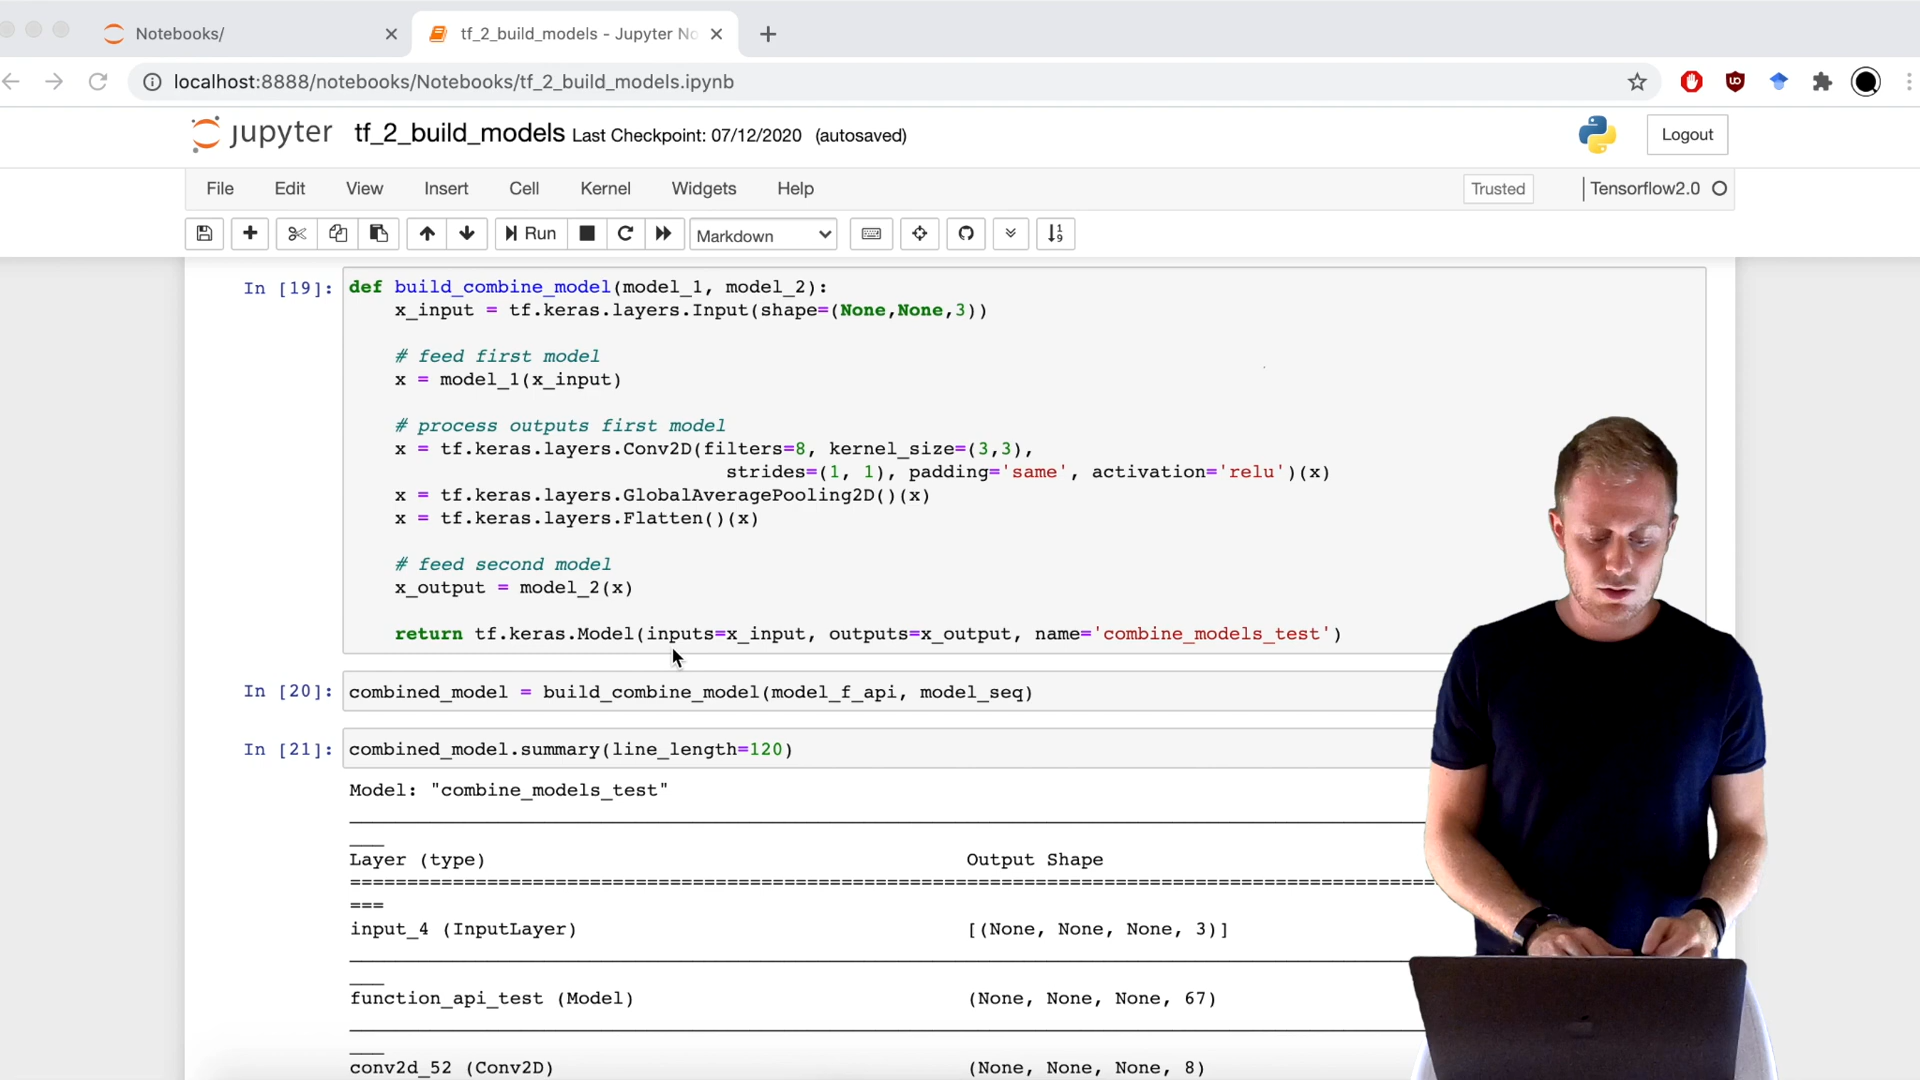 Notebooks/
tf_2_build_models - Jupyter No
localhost:8888/notebooks/Notebooks/tf_2_build_models.ipynb
jupyter tf_2_build_models Last Checkpoint: 07/12/2020 (autosaved)
Logout
File Edit View Insert Cell Kernel Widgets Help
Trusted Tensorflow2.0
Run Markdown
In [19]: def build_combine_model(model_1, model_2):
x_input = tf.keras.layers.Input(shape=(None,None,3))
# feed first model
x = model_1(x_input)
# process outputs first model
x = tf.keras.layers.Conv2D(filters=8, kernel_size=(3,3),
strides=(1, 1), padding='same', activation='relu')(x)
x = tf.keras.layers.GlobalAveragePooling2D()(x)
x = tf.keras.layers.Flatten()(x)
# feed second model
x_output = model_2(x)
return tf.keras.Model(inputs=x_input, outputs=x_output, name='combine_models_test')
In [20]: combined_model = build_combine_model(model_f_api, model_seq)
In [21]: combined_model.summary(line_length=120)
Model: "combine_models_test"
Layer (type) Output Shape
===
input_4 (InputLayer) [(None, None, None, 3)]
function_api_test (Model) (None, None, None, 67)
conv2d_52 (Conv2D) (None, None, None, 8)